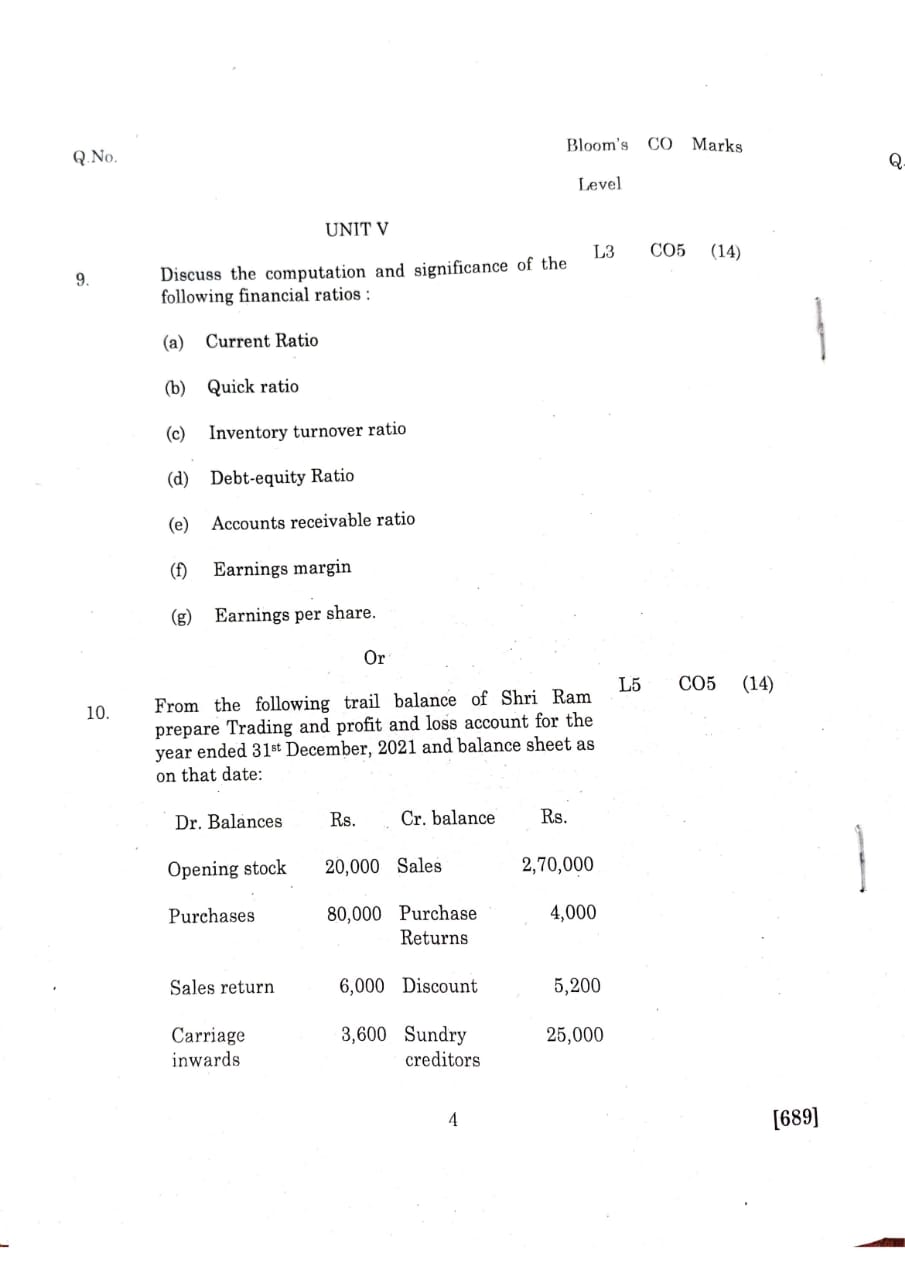 Q.No. Bloom's CO Marks
Level
Q.
UNIT V
9. Discuss the computation and significance of the L3 CO5 (14)
following financial ratios :
(a) Current Ratio
(b) Quick ratio
(c) Inventory turnover ratio
(d) Debt-equity Ratio
(e) Accounts receivable ratio
(f) Earnings margin
(g) Earnings per share.
Or
10. From the following trail balance of Shri Ram L5 CO5 (14)
prepare Trading and profit and loss account for the
year ended 31st December, 2021 and balance sheet as
on that date:
Dr. Balances Rs. Cr. balance Rs.
Opening stock 20,000 Sales 2,70,000
Purchases 80,000 Purchase 4,000
Returns
Sales return 6,000 Discount 5,200
Carriage 3,600 Sundry 25,000
inwards creditors
4 [689]